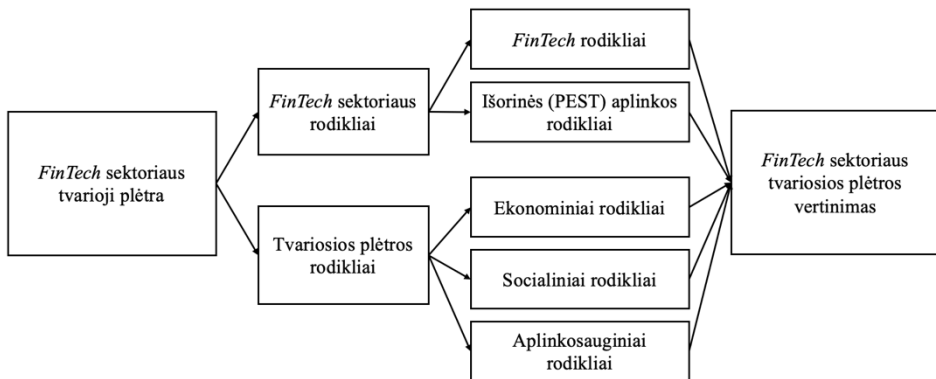 FinTech sektoriaus
tvarioji plėtra
FinTech sektoriaus
rodikliai
Tvariosios plėtros
rodikliai
FinTech rodikliai
Išorinės (PEST) aplinkos
rodikliai
Ekonominiai rodikliai
Socialiniai rodikliai
Aplinkosauginiai
rodikliai
FinTech sektoriaus
tvariosios plėtros
vertinimas